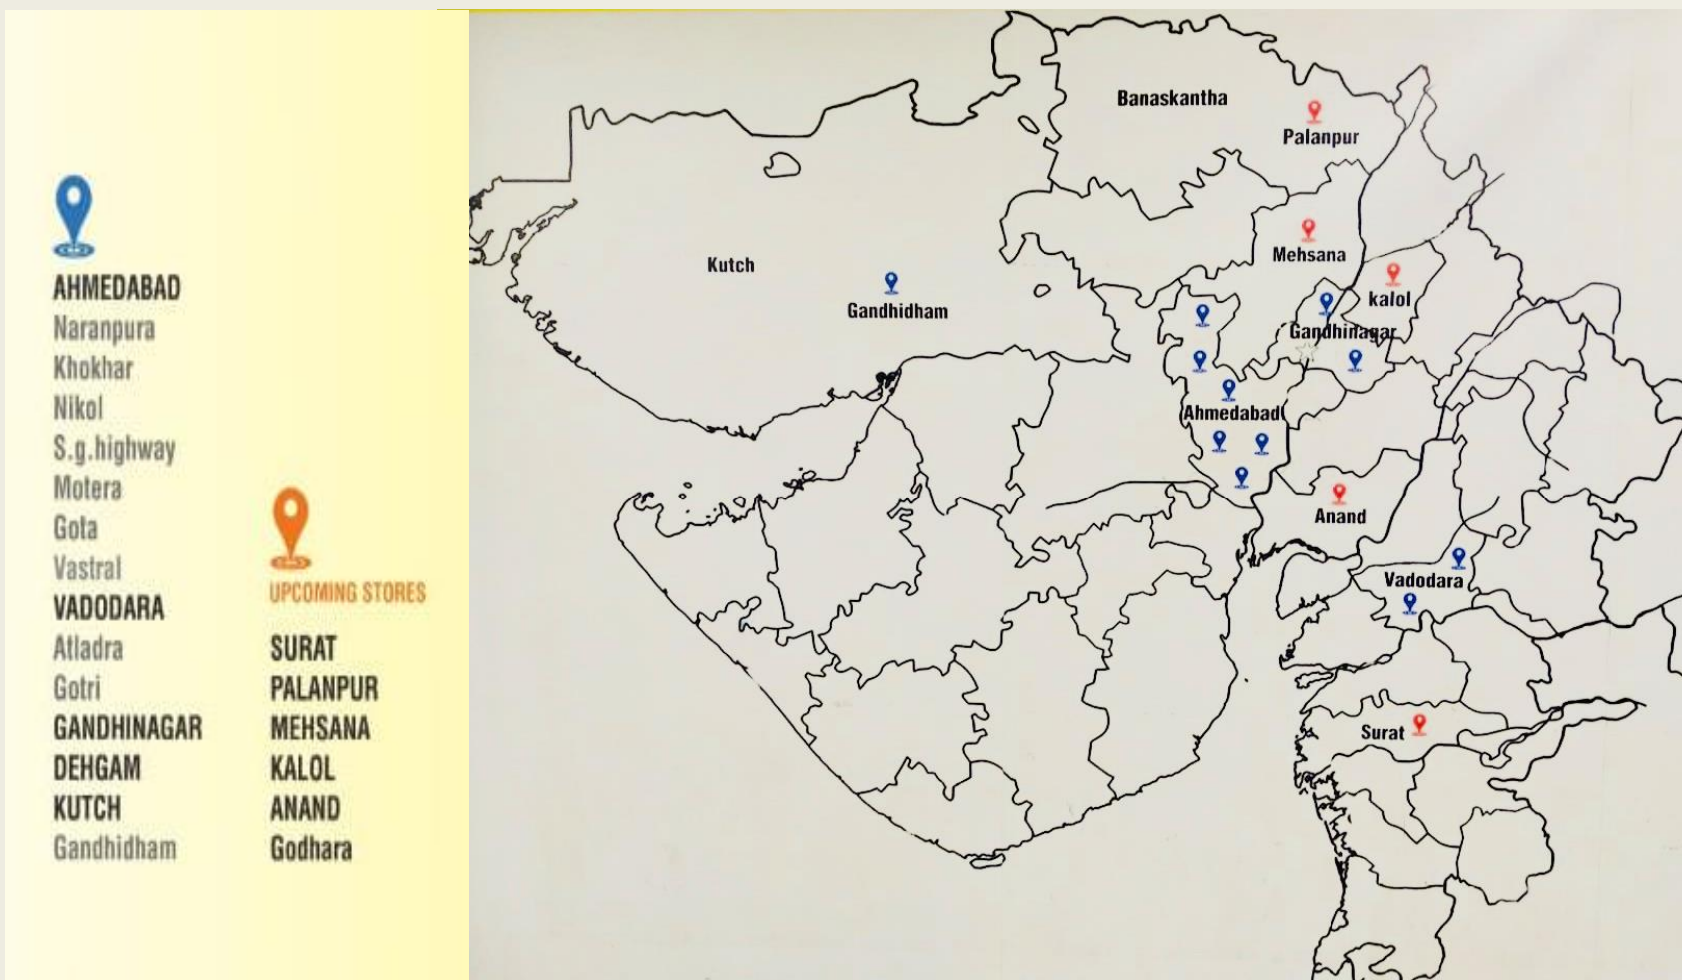 AHMEDABAD
Naranpura
Khokhar
Nikol
S.g.highway
Motera
Gota
Vastral
VADODARA
Atladra
Gotri
GANDHINAGAR
DEHGAM
KUTCH
Gandhidham
UPCOMING STORES
SURAT
PALANPUR
MEHSANA
KALOL
ANAND
Godhara
Banaskantha
Palanpur
Mehsana
Kutch
kalol
Gandhidham
Gandhinagar
Ahmedabad
Anand
Vadodara
Surat